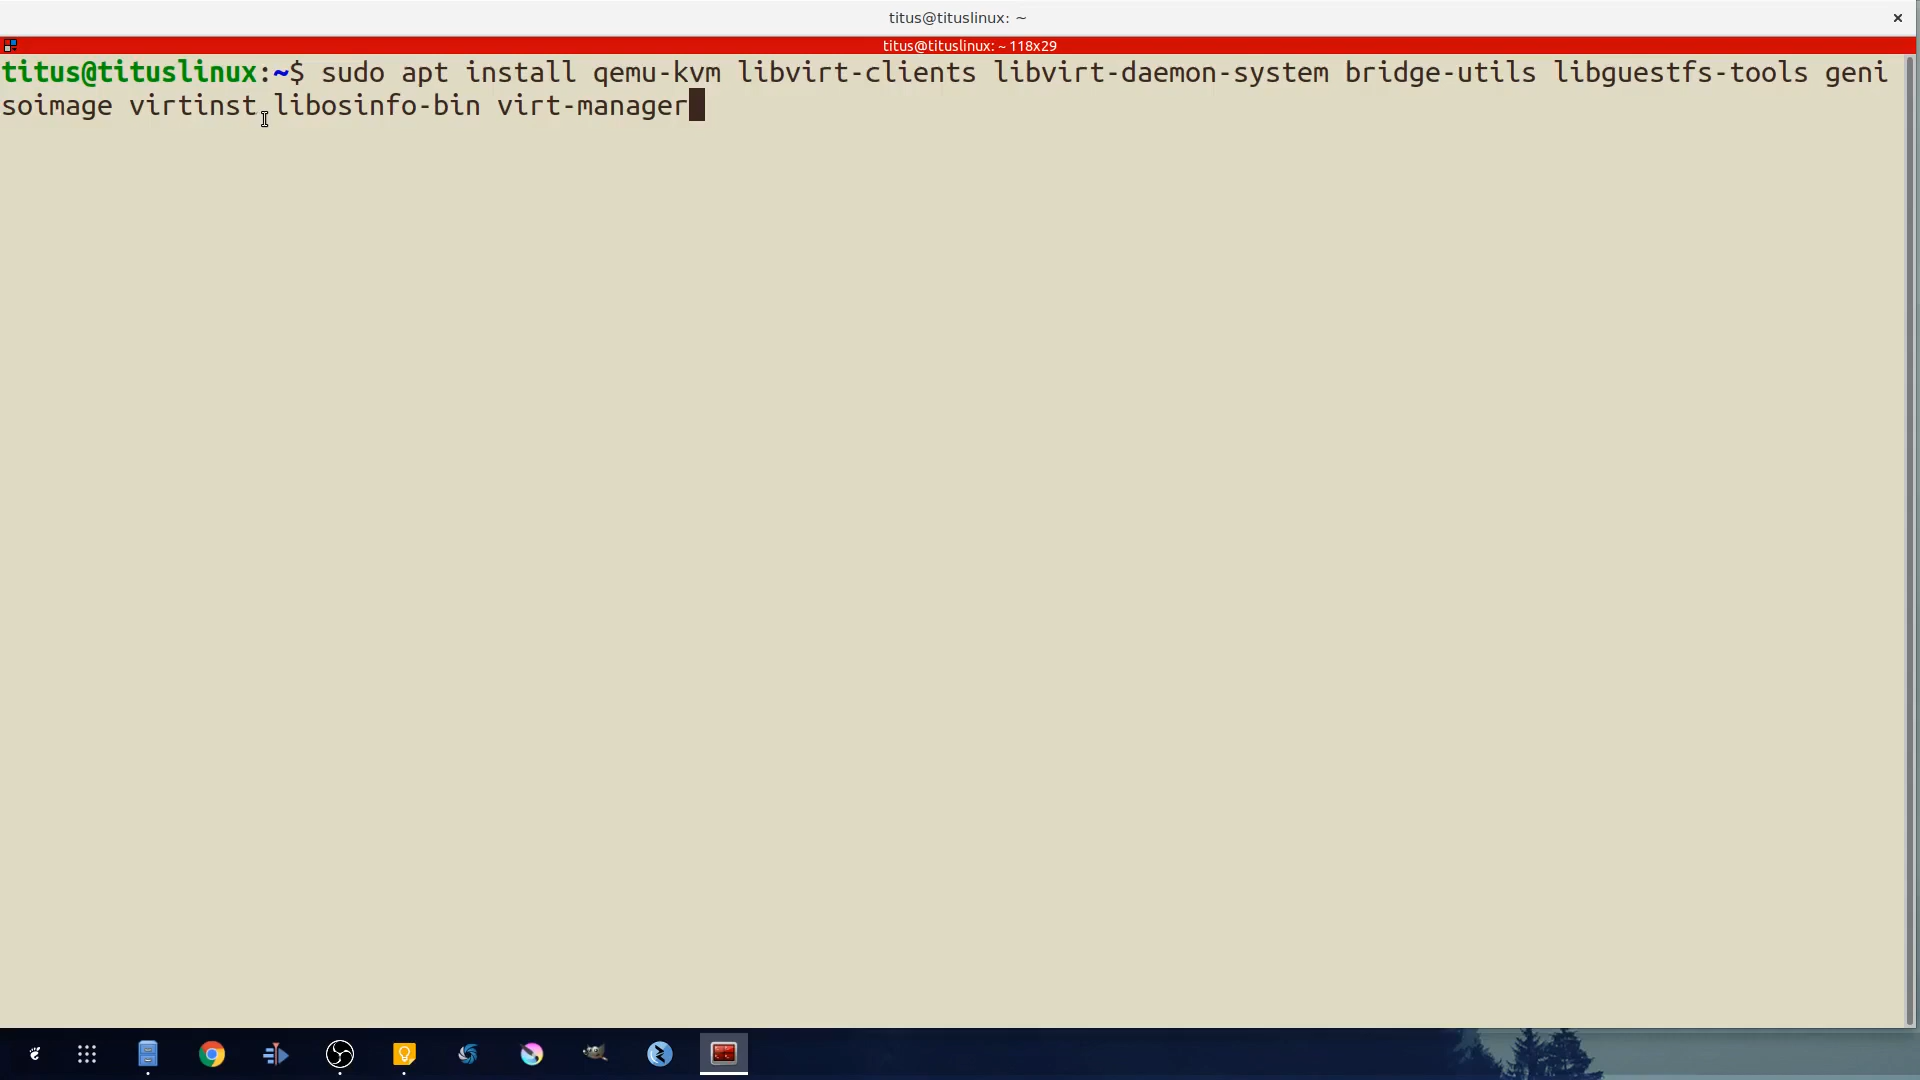 titus@tituslinux: ~
titus@tituslinux: ~ 118x29
titus@tituslinux:~$ sudo apt install qemu-kvm libvirt-clients libvirt-daemon-system bridge-utils libguestfs-tools geni
soimage virtinst libosinfo-bin virt-manager